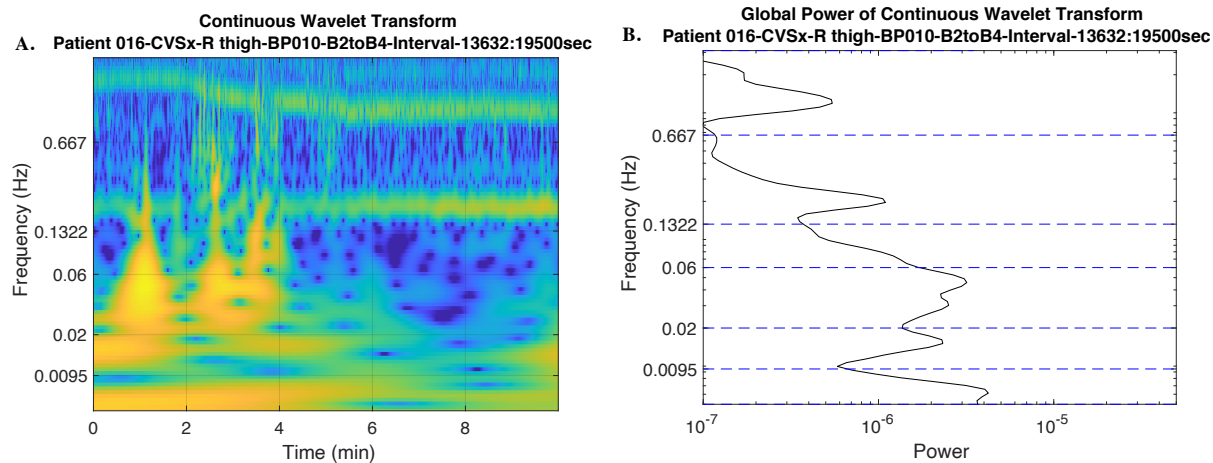 Continuous Wavelet Transform
A. Patient 016-CVSx-R thigh-BP010-B2toB4-Interval-13632:19500sec
0.667
0.1322
0.06
0.02
0.0095
Frequency (Hz)
0 2 4 6 8
Time (min)
Global Power of Continuous Wavelet Transform
B. Patient 016-CVSx-R thigh-BP010-B2toB4-Interval-13632:19500sec
0.667
0.1322
0.06
0.02
0.0095
Frequency (Hz)
10-7 10-6 10-5
Power